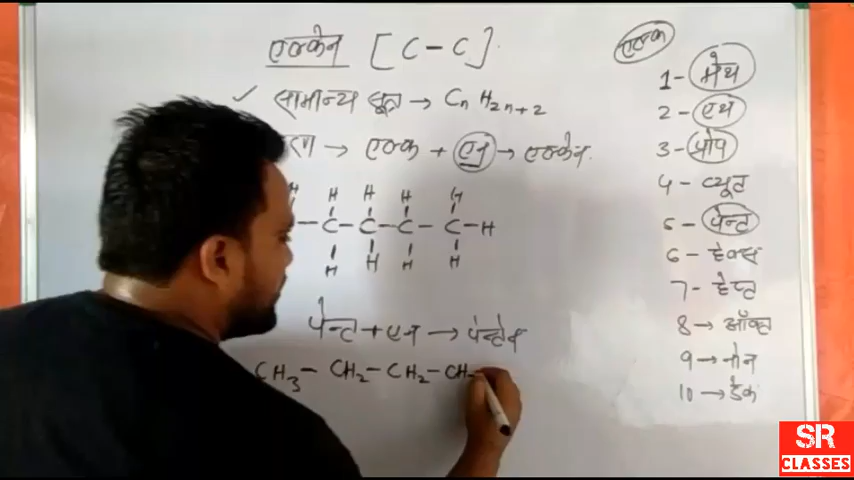 एल्केन [C-C].
सामान्य सूत्र → CnH2n+2
→ एल्क + एन → एल्केन.
H H H H H
-C-C-C-C-H
H H H H
पेन्ट+एन → पेन्टेन
CH3-CH2-CH2-CH
एल्क
1- मेथ
2- एथ
3- प्रोप
4- ब्यूट
5- पेन्ट
6- हेक्स
7- हेप्ट
8→ ऑक्ट
9→ नोन
10→ डेक
SR
CLASSES